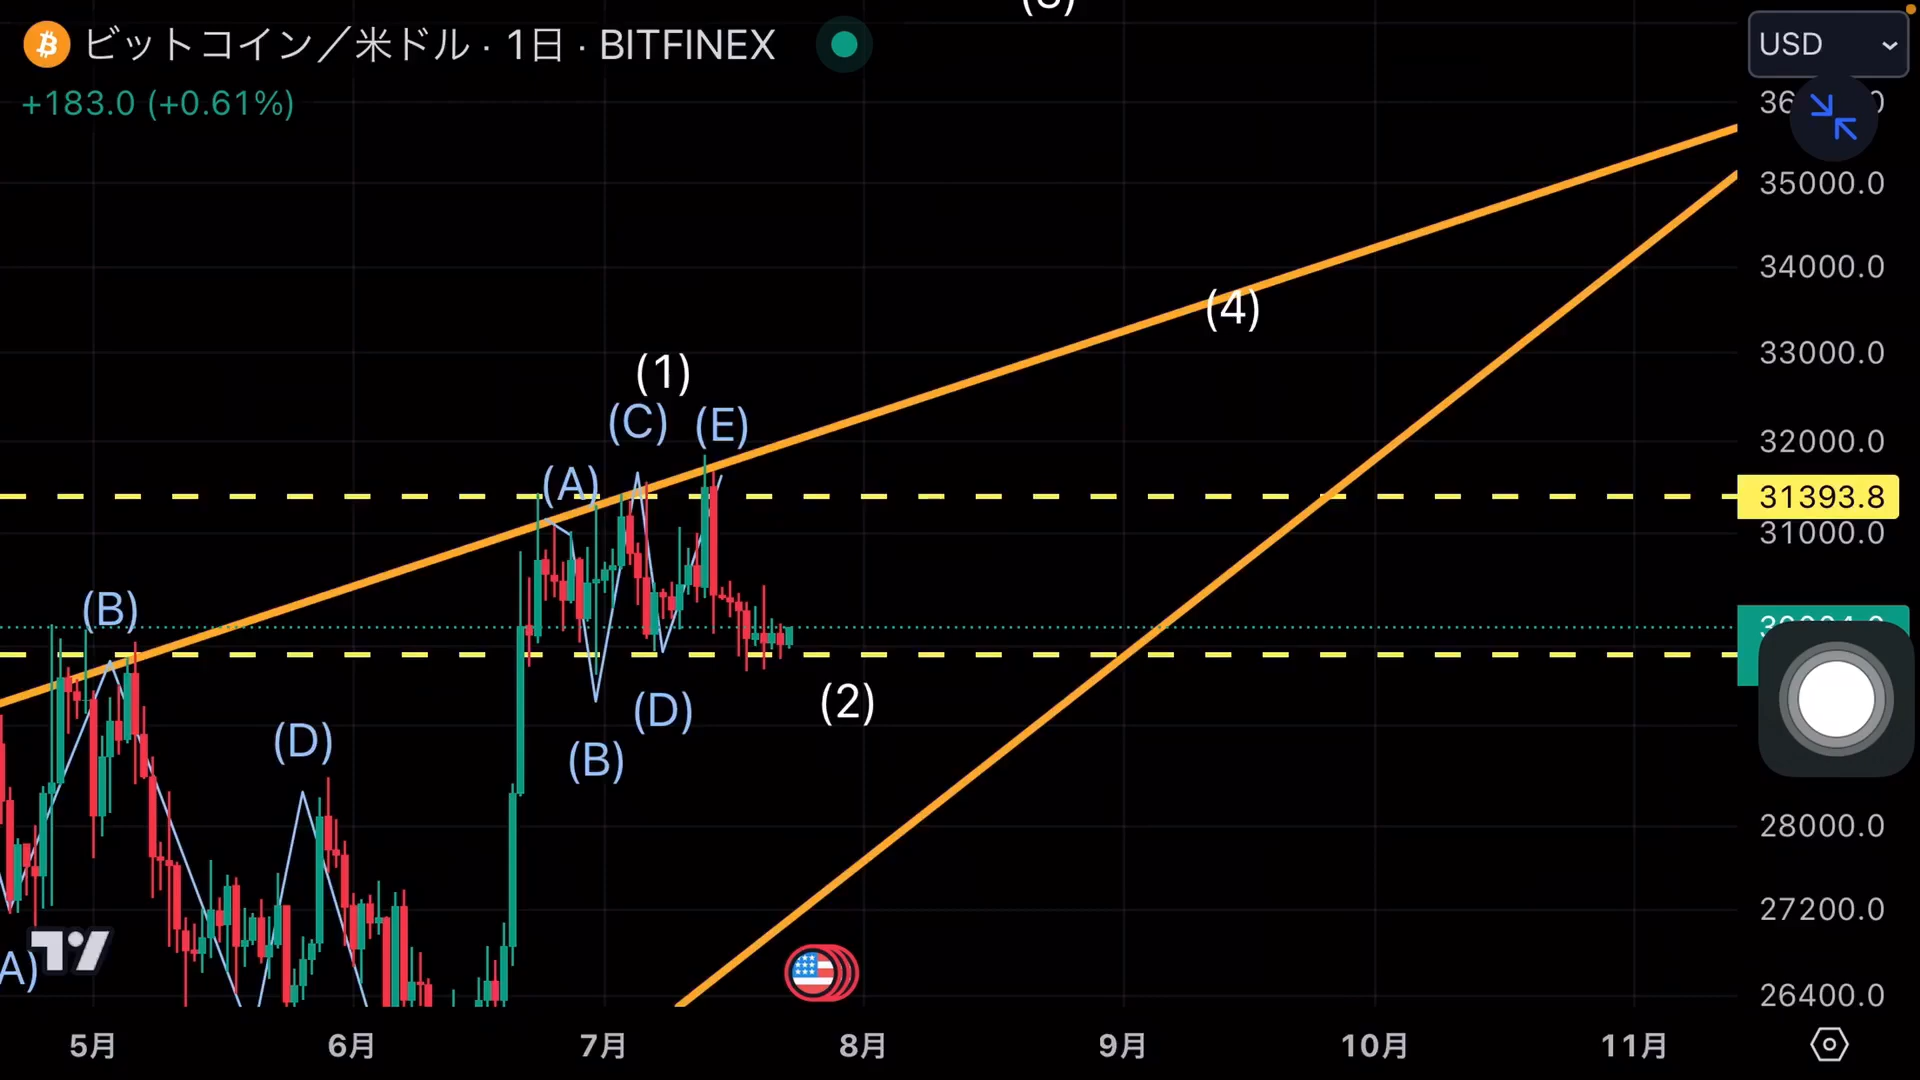 ビットコイン／米ドル · 1日 · BITFINEX
USD
+183.0 (+0.61%)
35000.0
34000.0
(4)
33000.0
(1)
(C) (E)
32000.0
(A)
31393.8
31000.0
(B)
(2)
(D)
(D)
(B)
28000.0
27200.0
A)
26400.0
5月 6月 7月 8月 9月 10月 11月